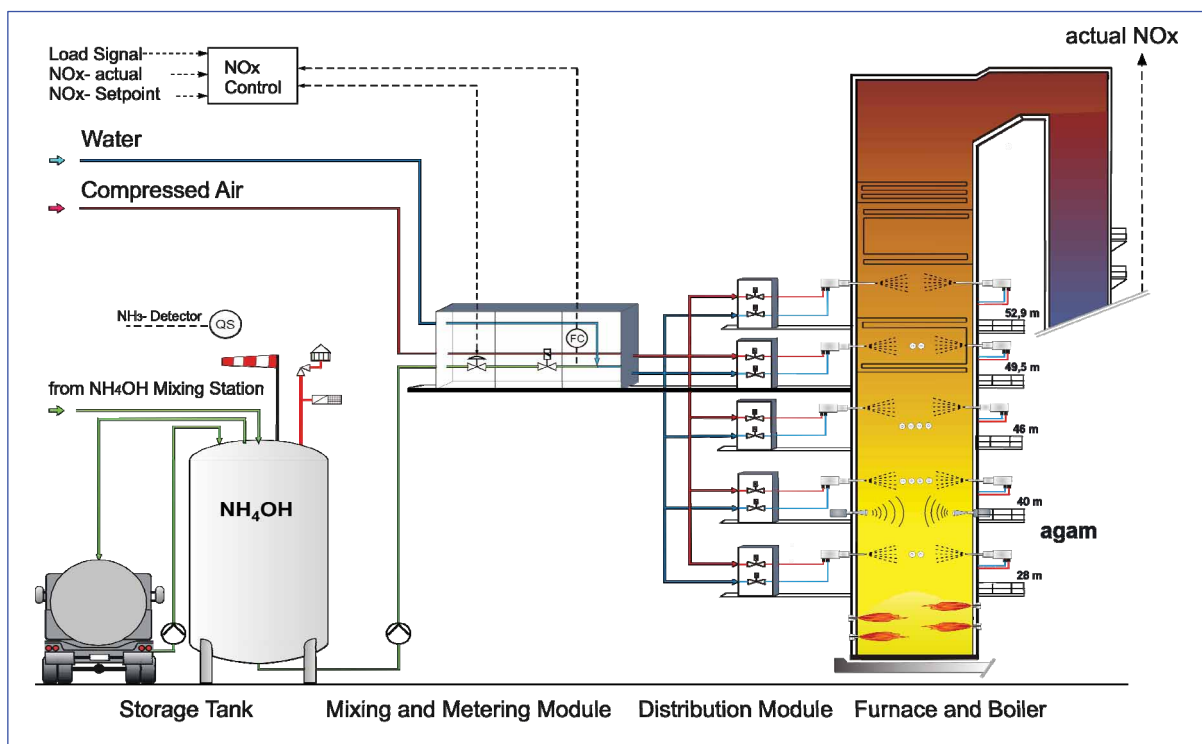 actual NOx
Load Signal
NOx- actual
NOx- Setpoint
NOx
Control
Water
Compressed Air
NH3- Detector
QS
FC
from NH4OH Mixing Station
NH4OH
52,9 m
49,5 m
46 m
40 m
agam
28 m
Storage Tank
Mixing and Metering Module
Distribution Module
Furnace and Boiler